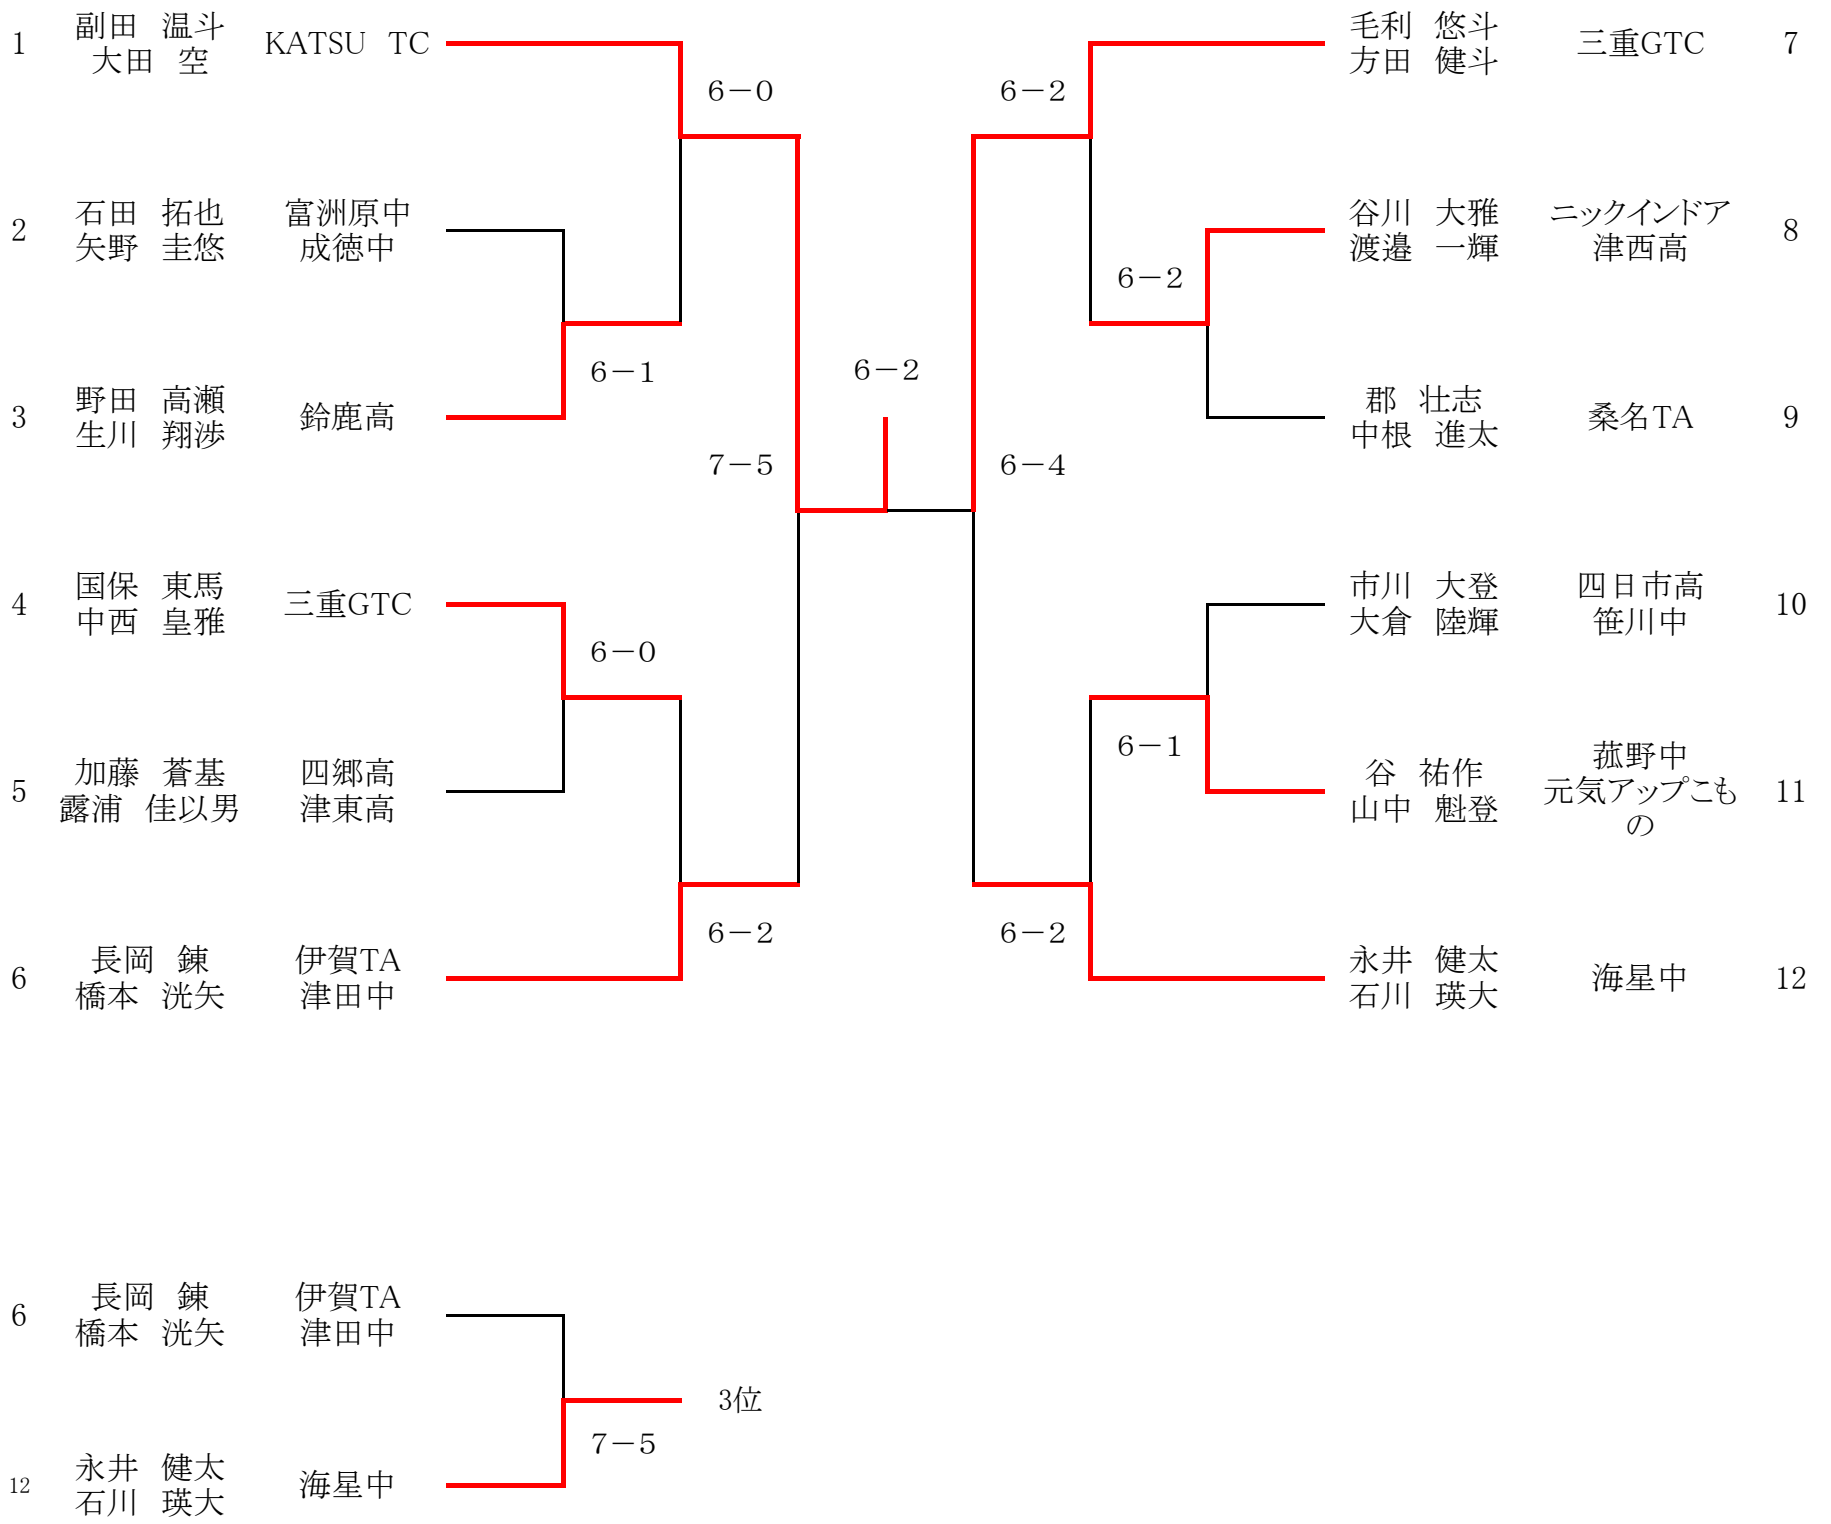 1 副田　温斗 KATSU　TC
大田　空
6－0
2 石田　拓也 富洲原中
矢野　圭悠 成徳中
3 野田　高瀬 鈴鹿高
生川　翔渉
6－1
7－5
4 国保　東馬 三重GTC
中西　皇雅
6－0
5 加藤　蒼基 四郷高
露浦　佳以男 津東高
6 長岡　錬 伊賀TA
橋本　洸矢 津田中
6－2
6－2
毛利　悠斗 三重GTC 7
方田　健斗
6－2
谷川　大雅 ニックインドア 8
渡邉　一輝 津西高
6－2
郡　壮志 桑名TA 9
中根　進太
6－4
市川　大登 四日市高 10
大倉　陸輝 笹川中
6－1
谷　祐作 菰野中 11
山中　魁登 元気アップこも
の
永井　健太 海星中 12
石川　瑛大
6－2
6 長岡　錬 伊賀TA
橋本　洸矢 津田中
3位
7－5
12 永井　健太 海星中
石川　瑛大